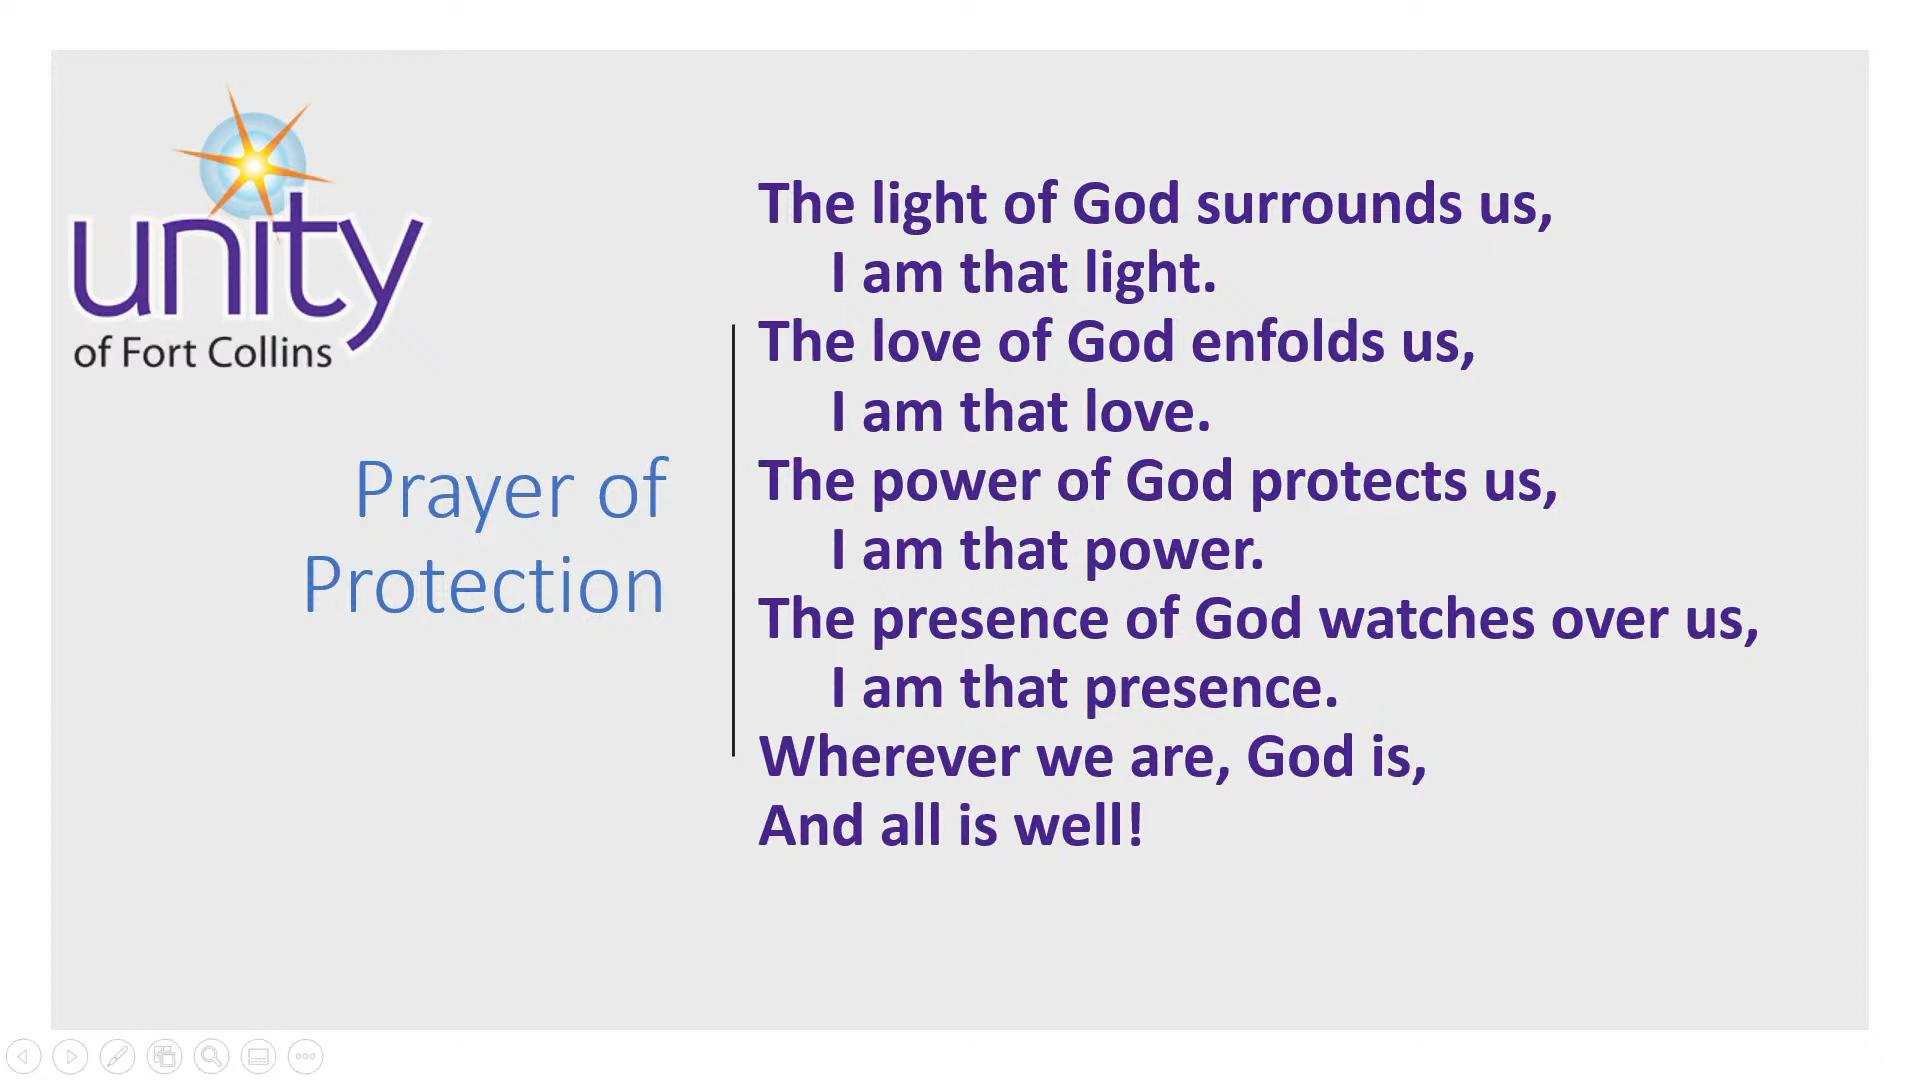 unity
of Fort Collins
Prayer of
Protection
The light of God surrounds us,
I am that light.
The love of God enfolds us,
I am that love.
The power of God protects us,
I am that power.
The presence of God watches over us,
I am that presence.
Wherever we are, God is,
And all is well!